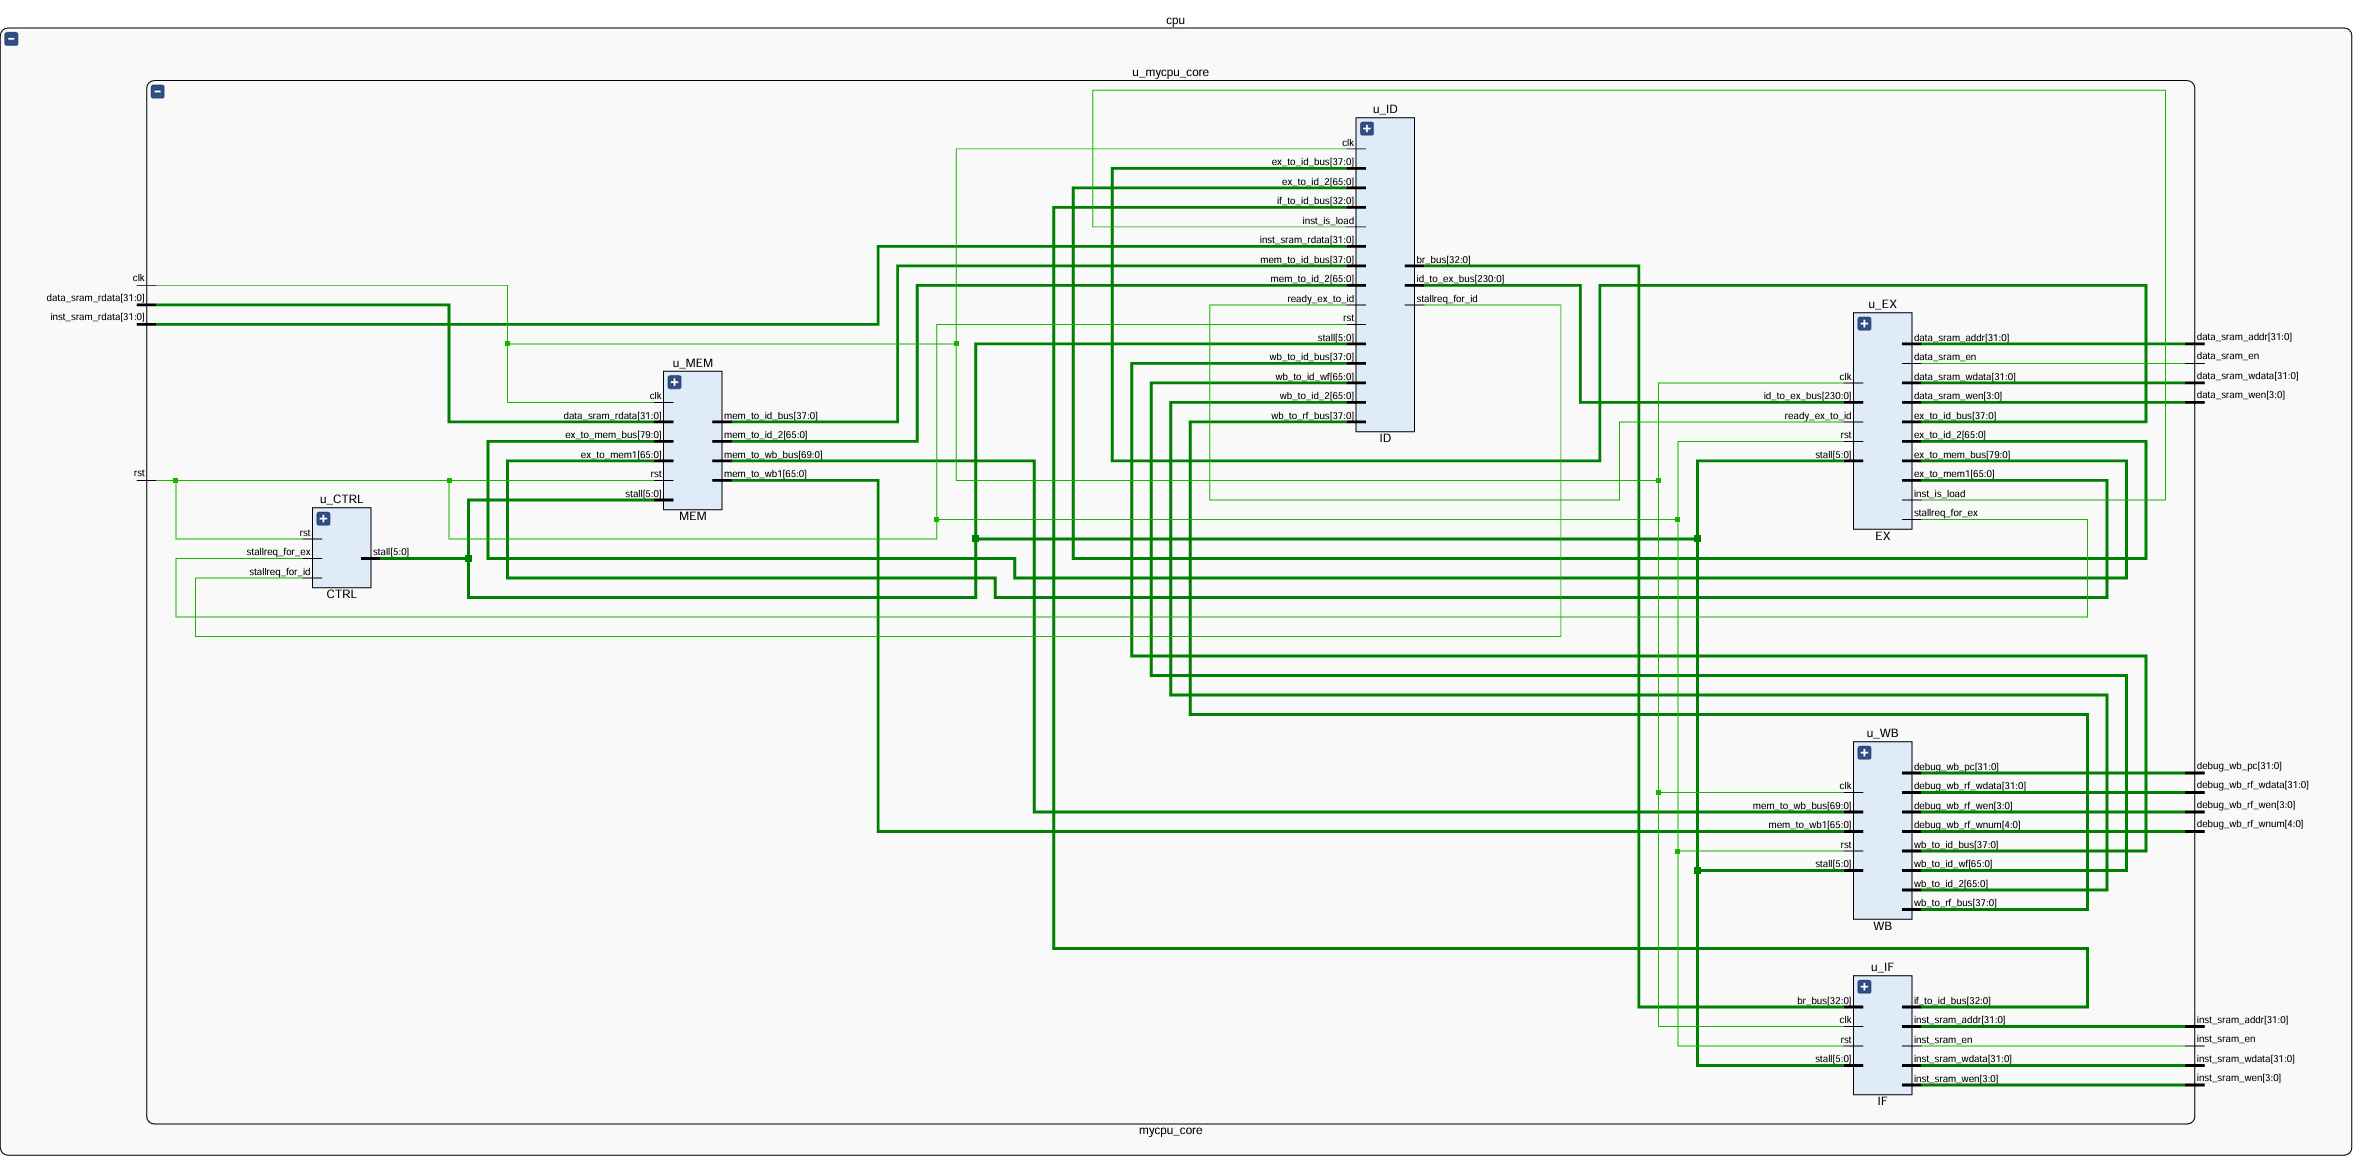 cpu
u_mycpu_core
clk
data_sram_rdata[31:0]
inst_sram_rdata[31:0]
rst
u_CTRL
rst
stallreq_for_ex
stallreq_for_id
stall[5:0]
CTRL
u_MEM
clk
data_sram_rdata[31:0]
ex_to_mem_bus[79:0]
ex_to_mem1[65:0]
rst
stall[5:0]
mem_to_id_bus[37:0]
mem_to_id_2[65:0]
mem_to_wb_bus[69:0]
mem_to_wb1[65:0]
MEM
u_ID
clk
ex_to_id_bus[37:0]
ex_to_id_2[65:0]
if_to_id_bus[32:0]
inst_is_load
inst_sram_rdata[31:0]
mem_to_id_bus[37:0]
mem_to_id_2[65:0]
ready_ex_to_id
rst
stall[5:0]
wb_to_id_bus[37:0]
wb_to_id_wf[65:0]
wb_to_id_2[65:0]
wb_to_rf_bus[37:0]
br_bus[32:0]
id_to_ex_bus[230:0]
stallreq_for_id
ID
u_EX
clk
id_to_ex_bus[230:0]
ready_ex_to_id
rst
stall[5:0]
data_sram_addr[31:0]
data_sram_en
data_sram_wdata[31:0]
data_sram_wen[3:0]
ex_to_id_bus[37:0]
ex_to_id_2[65:0]
ex_to_mem_bus[79:0]
ex_to_mem1[65:0]
inst_is_load
stallreq_for_ex
EX
data_sram_addr[31:0]
data_sram_en
data_sram_wdata[31:0]
data_sram_wen[3:0]
u_WB
clk
mem_to_wb_bus[69:0]
mem_to_wb1[65:0]
rst
stall[5:0]
debug_wb_pc[31:0]
debug_wb_rf_wdata[31:0]
debug_wb_rf_wen[3:0]
debug_wb_rf_wnum[4:0]
wb_to_id_bus[37:0]
wb_to_id_wf[65:0]
wb_to_id_2[65:0]
wb_to_rf_bus[37:0]
WB
debug_wb_pc[31:0]
debug_wb_rf_wdata[31:0]
debug_wb_rf_wen[3:0]
debug_wb_rf_wnum[4:0]
u_IF
br_bus[32:0]
clk
rst
stall[5:0]
if_to_id_bus[32:0]
inst_sram_addr[31:0]
inst_sram_en
inst_sram_wdata[31:0]
inst_sram_wen[3:0]
IF
inst_sram_addr[31:0]
inst_sram_en
inst_sram_wdata[31:0]
inst_sram_wen[3:0]
mycpu_core